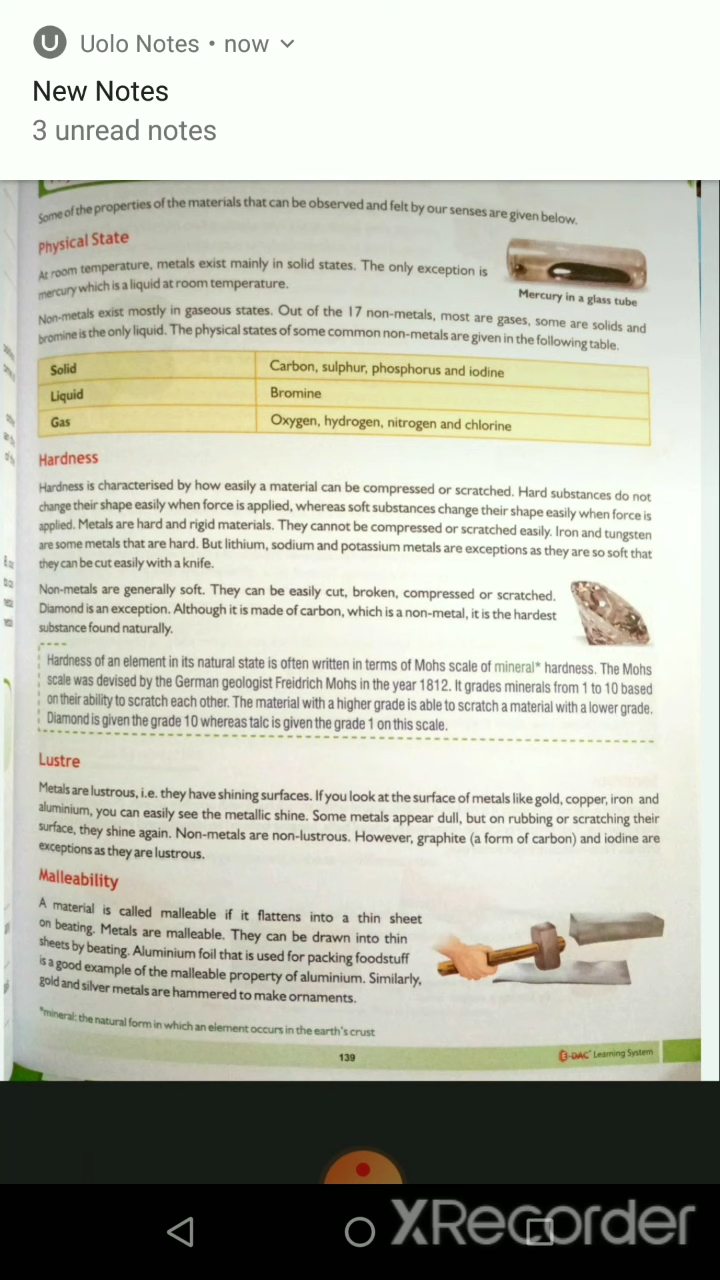 Uolo Notes • now
New Notes
3 unread notes
Some of the properties of the materials that can be observed and felt by our senses are given below.
Physical State
At room temperature, metals exist mainly in solid states. The only exception is
mercury which is a liquid at room temperature.
Mercury in a glass tube
Non-metals exist mostly in gaseous states. Out of the 17 non-metals, most are gases, some are solids and
bromine is the only liquid. The physical states of some common non-metals are given in the following table.
Solid Carbon, sulphur, phosphorus and iodine
Liquid Bromine
Gas Oxygen, hydrogen, nitrogen and chlorine
Hardness
Hardness is characterised by how easily a material can be compressed or scratched. Hard substances do not
change their shape easily when force is applied, whereas soft substances change their shape easily when force is
applied. Metals are hard and rigid materials. They cannot be compressed or scratched easily. Iron and tungsten
are some metals that are hard. But lithium, sodium and potassium metals are exceptions as they are so soft that
they can be cut easily with a knife.
Non-metals are generally soft. They can be easily cut, broken, compressed or scratched.
Diamond is an exception. Although it is made of carbon, which is a non-metal, it is the hardest
substance found naturally.
Hardness of an element in its natural state is often written in terms of Mohs scale of mineral* hardness. The Mohs
scale was devised by the German geologist Freidrich Mohs in the year 1812. It grades minerals from 1 to 10 based
on their ability to scratch each other. The material with a higher grade is able to scratch a material with a lower grade.
Diamond is given the grade 10 whereas talc is given the grade 1 on this scale.
Lustre
Metals are lustrous, i.e. they have shining surfaces. If you look at the surface of metals like gold, copper, iron and
aluminium, you can easily see the metallic shine. Some metals appear dull, but on rubbing or scratching their
surface, they shine again. Non-metals are non-lustrous. However, graphite (a form of carbon) and iodine are
exceptions as they are lustrous.
Malleability
A material is called malleable if it flattens into a thin sheet
on beating. Metals are malleable. They can be drawn into thin
sheets by beating. Aluminium foil that is used for packing foodstuff
is a good example of the malleable property of aluminium. Similarly,
gold and silver metals are hammered to make ornaments.
*mineral: the natural form in which an element occurs in the earth's crust
139
E-DAC Learning System
XRecorder